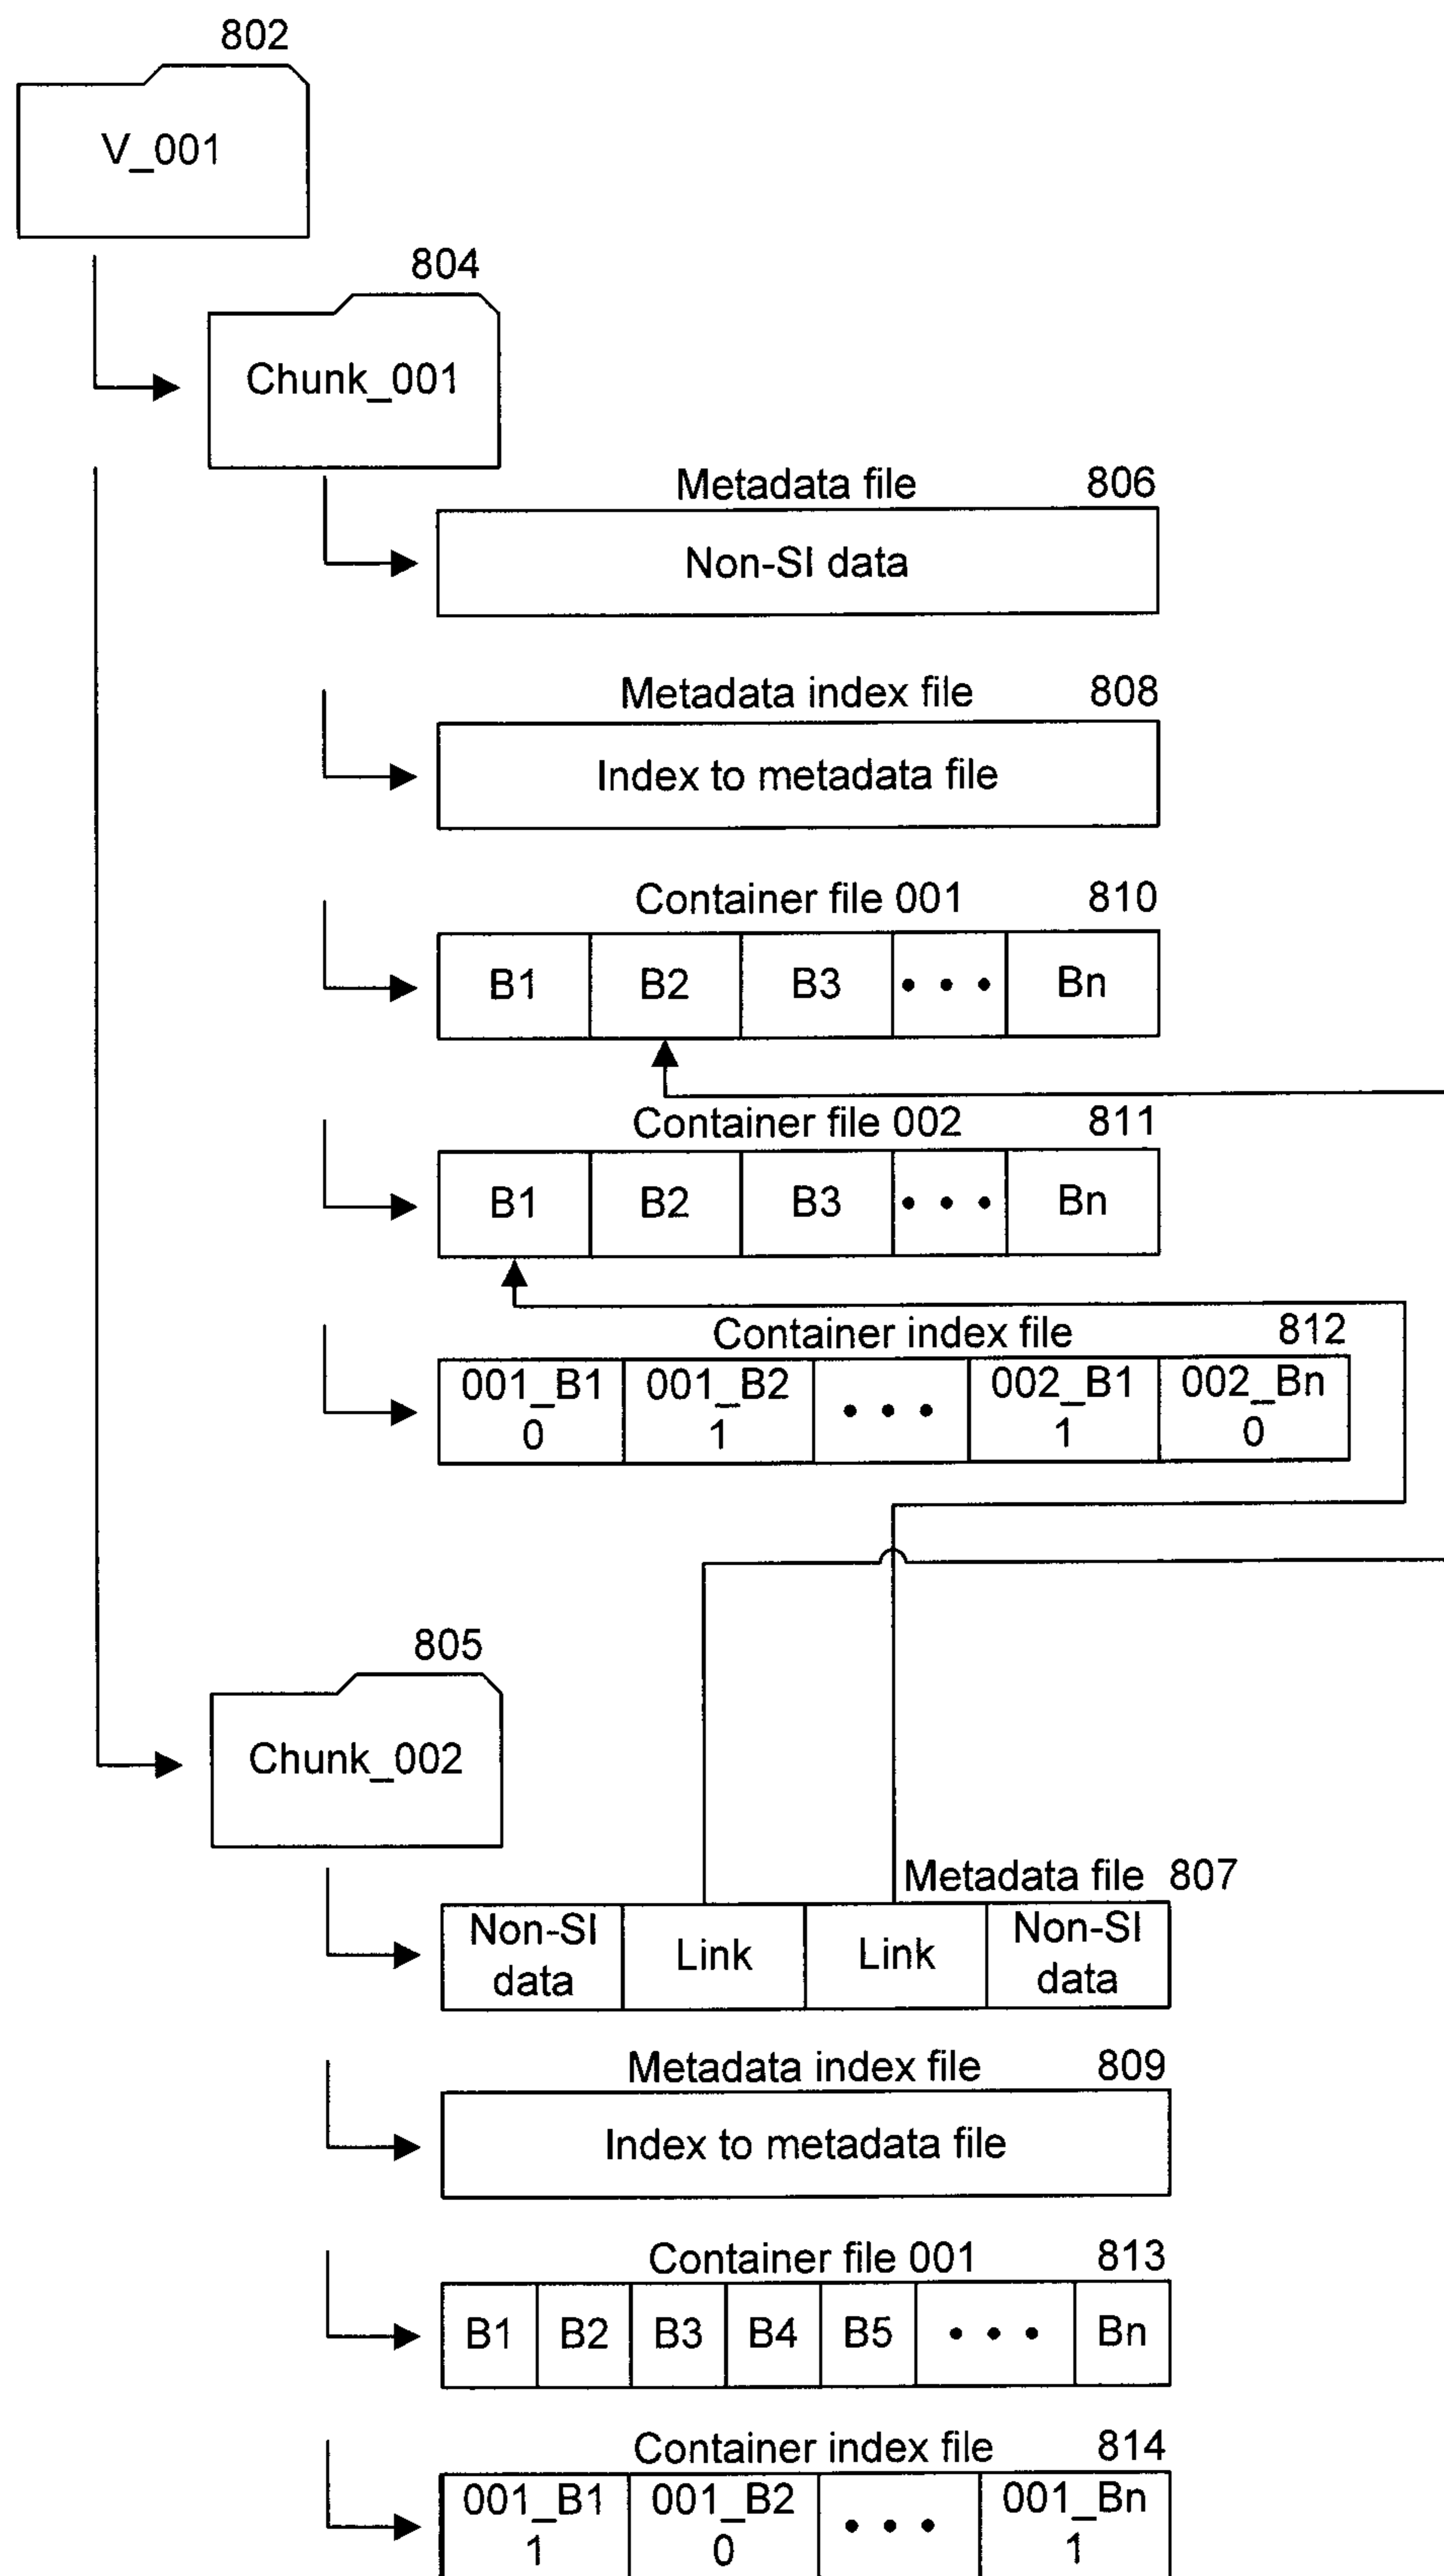 802
V_001
804
Chunk_001
Metadata file 806
Non-SI data
Metadata index file 808
Index to metadata file
Container file 001 810
B1 B2 B3 • • • Bn
Container file 002 811
B1 B2 B3 • • • Bn
Container index file 812
001_B1 001_B2 • • • 002_B1 002_Bn
0 1 1 0
805
Chunk_002
Metadata file 807
Non-SI Link Link Non-SI
data data
Metadata index file 809
Index to metadata file
Container file 001 813
B1 B2 B3 B4 B5 • • • Bn
Container index file 814
001_B1 001_B2 • • • 001_Bn
1 0 1